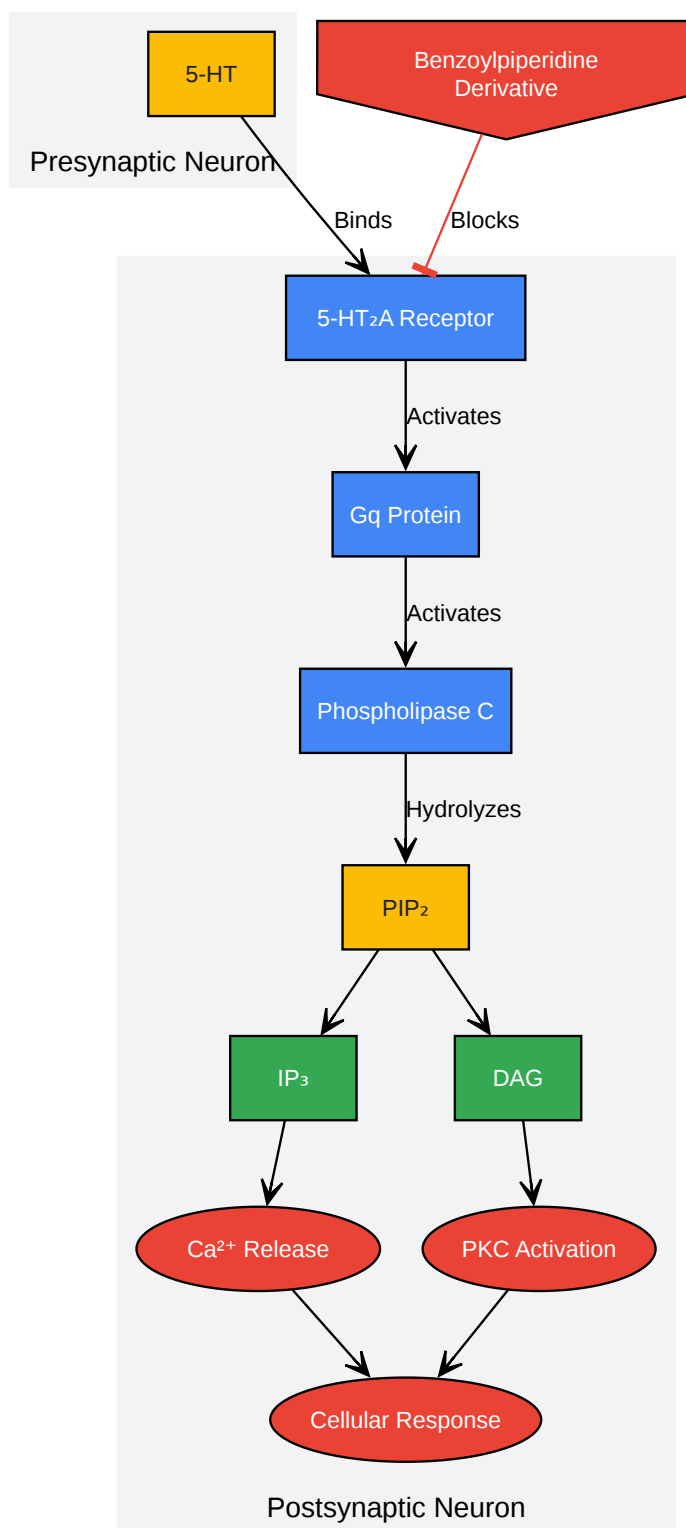 5-HT
Benzoylpiperidine
Derivative
Presynaptic Neuron
Binds
Blocks
5-HT₂A Receptor
Activates
Gq Protein
Activates
Phospholipase C
Hydrolyzes
PIP₂
IP₃
DAG
Ca²⁺ Release
PKC Activation
Cellular Response
Postsynaptic Neuron